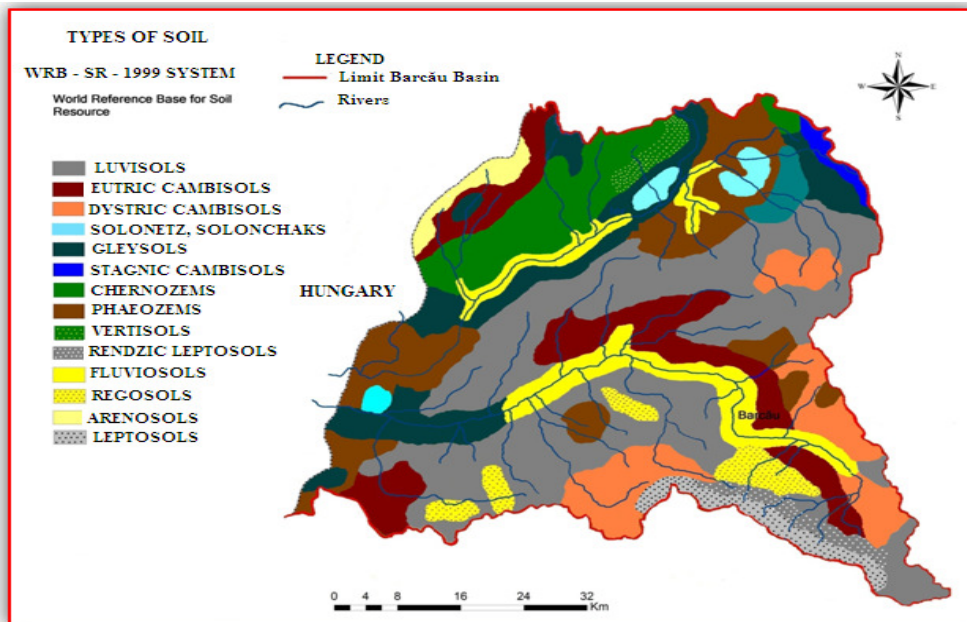 TYPES OF SOIL
WRB - SR - 1999 SYSTEM
World Reference Base for Soil
Resource
LEGEND
Limit Barcău Basin
Rivers
N
W
E
S
LUVISOLS
EUTRIC CAMBISOLS
DYSTRIC CAMBISOLS
SOLONETZ, SOLONCHAKS
GLEYSOLS
STAGNIC CAMBISOLS
CHERNOZEMS
PHAEOZEMS
VERTISOLS
RENDZIC LEPTOSOLS
FLUVIOSOLS
REGOSOLS
ARENOSOLS
LEPTOSOLS
HUNGARY
Barcău
0 4 8 16 24 32
Km